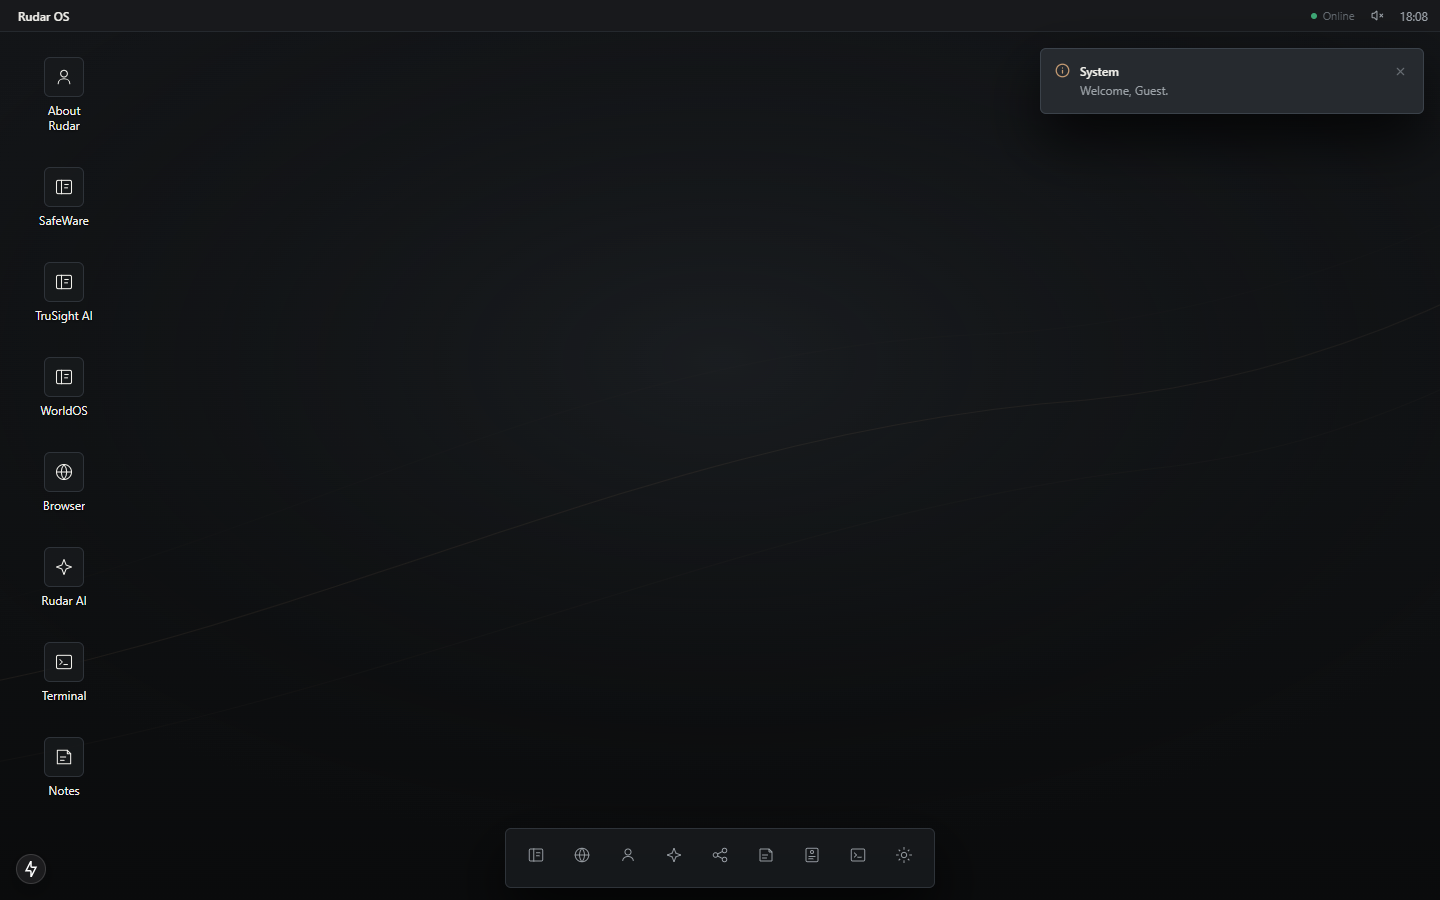 Rudar OS
Online
18:08
System
Welcome, Guest.
About
Rudar
SafeWare
TruSight AI
WorldOS
Browser
Rudar AI
Terminal
Notes